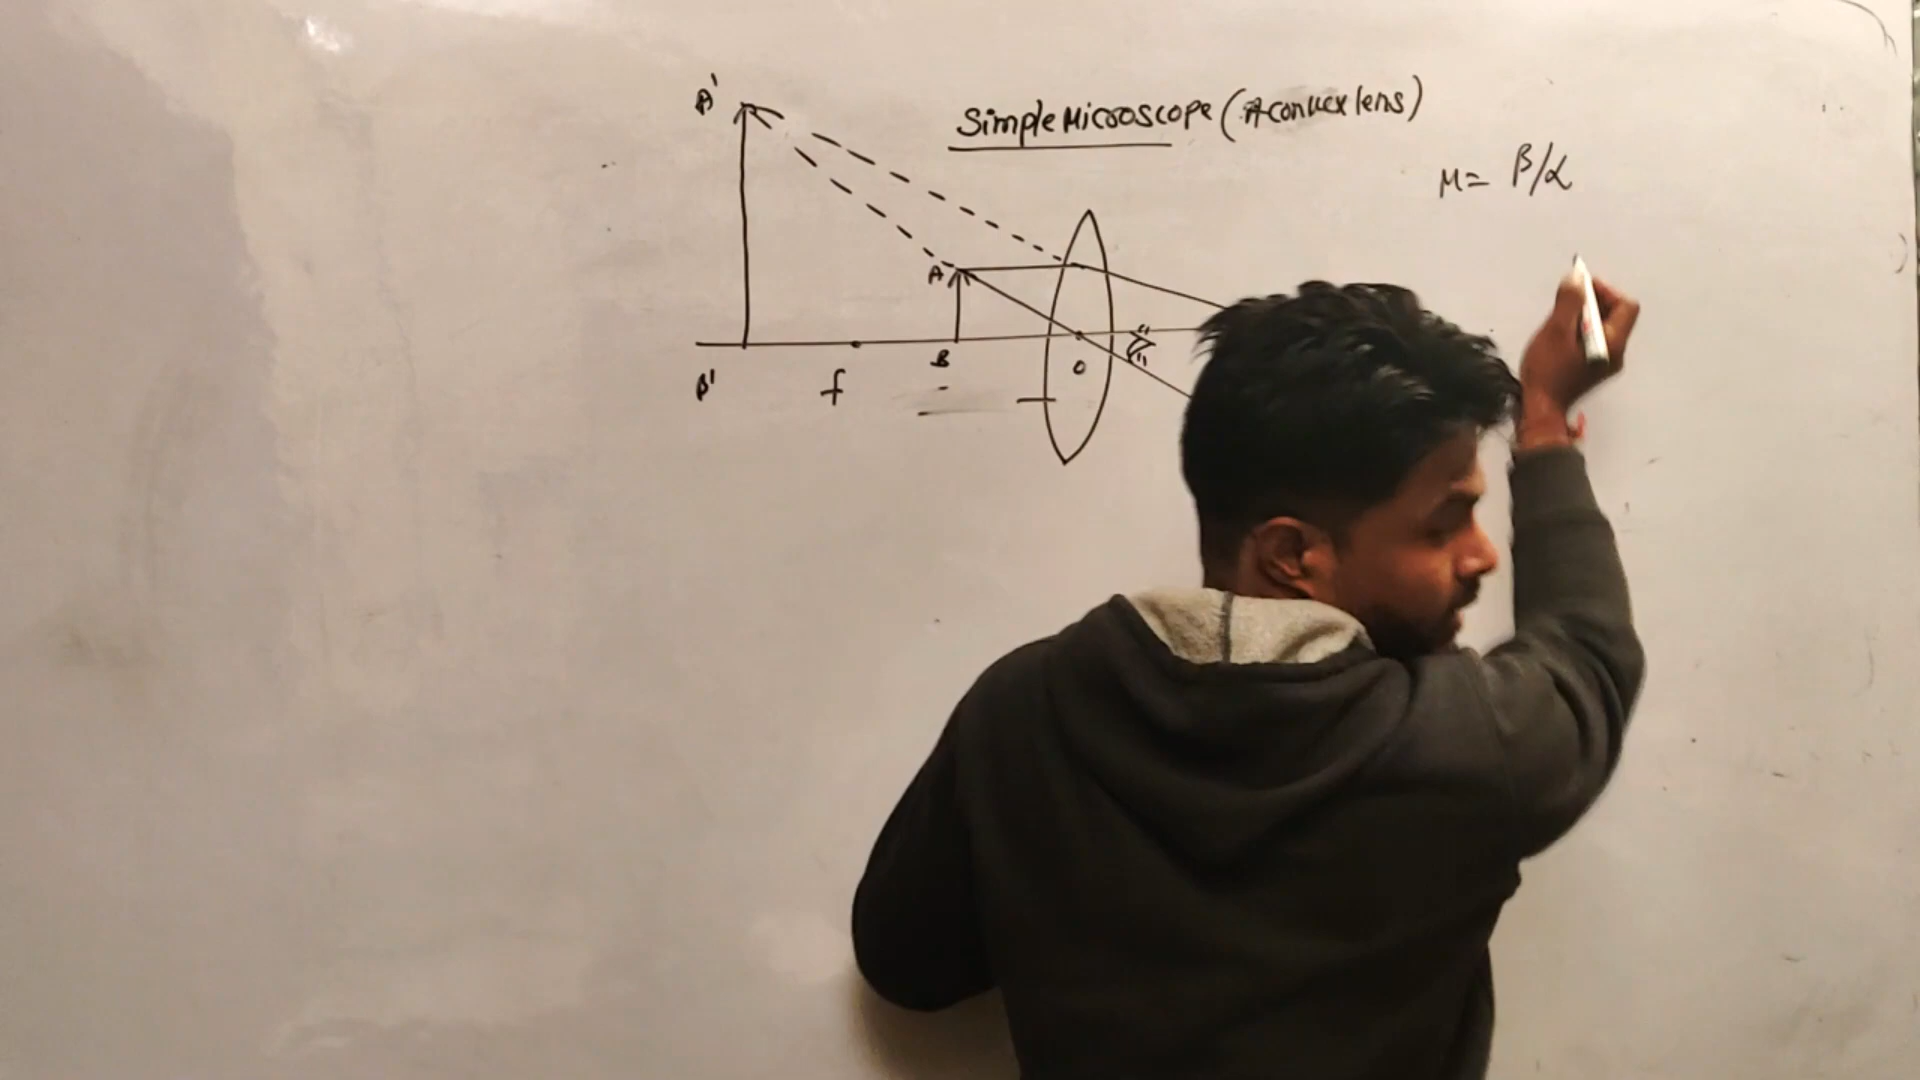 Simple Microscope (A convex lens)
M = β/α
A'
A
B
O
B'
f